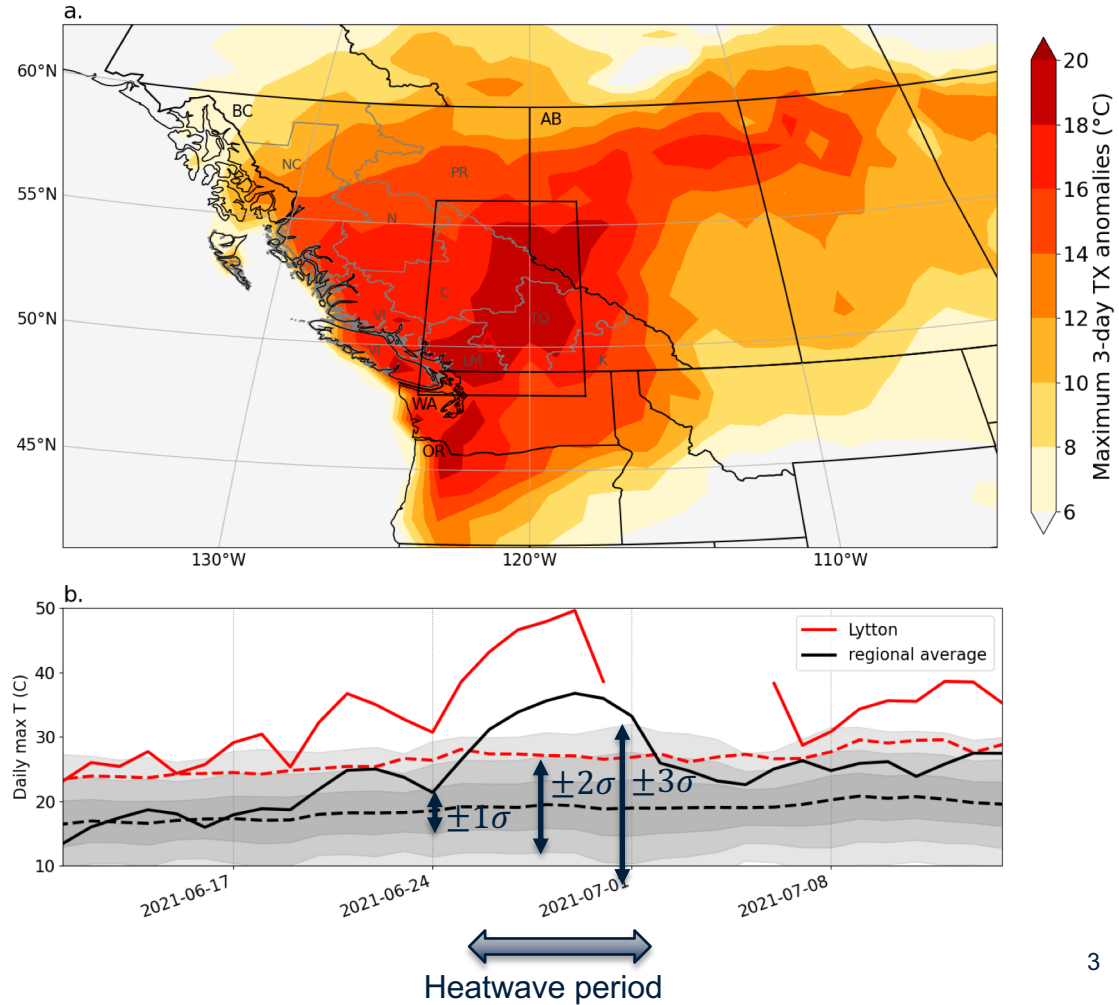 a.
60°N
55°N
50°N
45°N
130°W
120°W
110°W
BC
AB
NC
PR
N
C
TO
VI
VI
LM
K
WA
OR
20
18
16
14
12
10
8
6
Maximum 3-day TX anomalies (°C)
b.
50
40
30
20
10
Daily max T (C)
Lytton
regional average
±1σ
±2σ
±3σ
2021-06-17
2021-06-24
2021-07-01
2021-07-08
Heatwave period
3